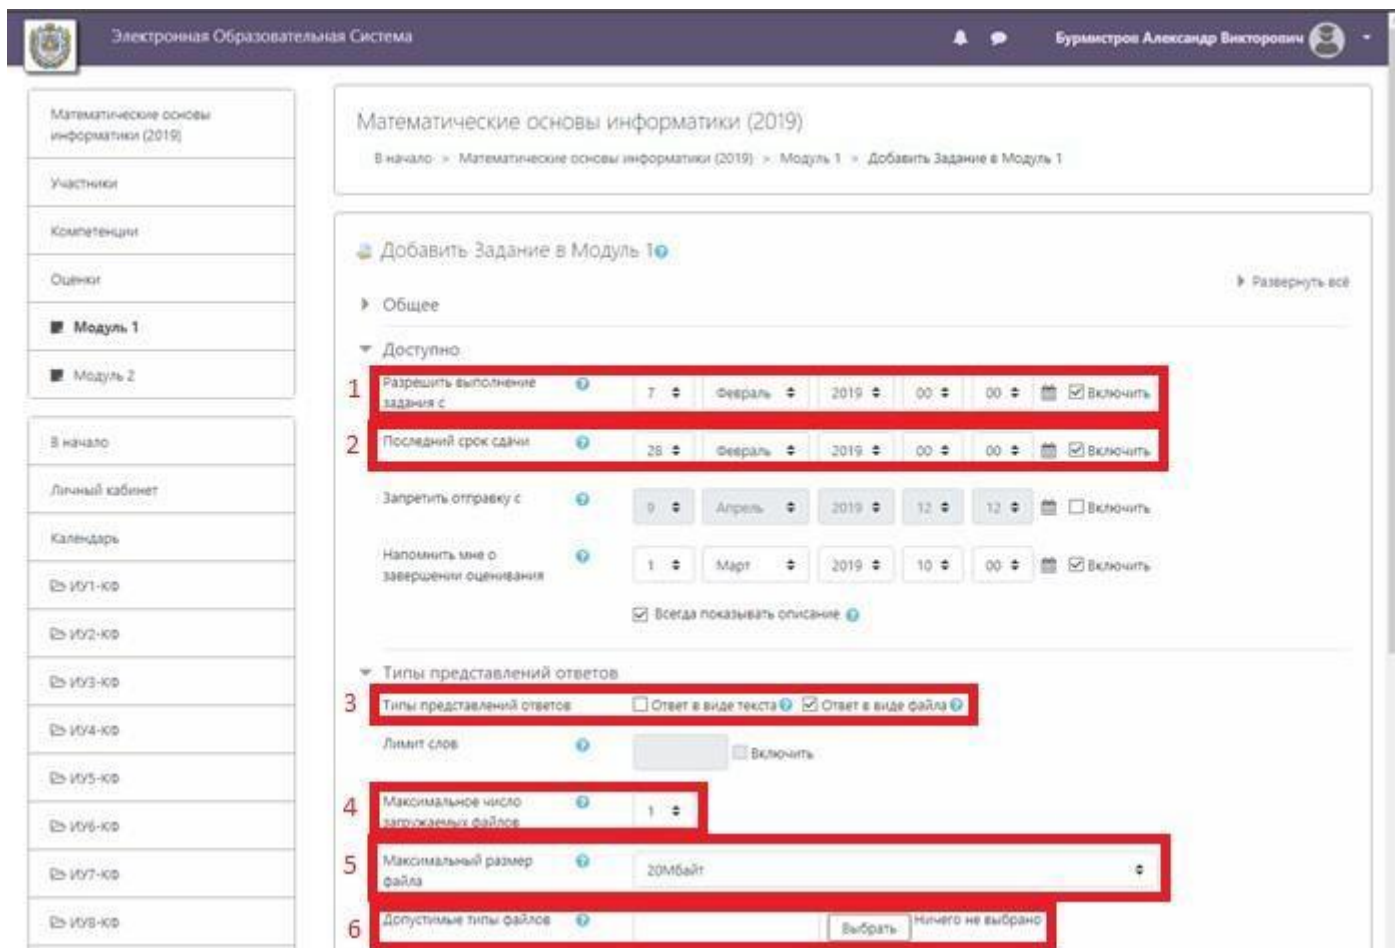 Электронная Образовательная Система
Бурмистров Александр Викторович
Математические основы
информатики (2019)
Участники
Компетенции
Оценки
Модуль 1
Модуль 2
В начало
Личный кабинет
Календарь
ИУ1-КФ
ИУ2-КФ
ИУ3-КФ
ИУ4-КФ
ИУ5-КФ
ИУ6-КФ
ИУ7-КФ
ИУ8-КФ
Математические основы информатики (2019)
В начало > Математические основы информатики (2019) > Модуль 1 > Добавить Задание в Модуль 1
Добавить Задание в Модуль 1
Развернуть всё
Общее
Доступно
1 Разрешить выполнение
задания с
7 Февраль 2019 00 00 Включить
2 Последний срок сдачи 28 Февраль 2019 00 00 Включить
Запретить отправку с 9 Апрель 2019 12 12 Включить
Напомнить мне о
завершении оценивания
1 Март 2019 10 00 Включить
Всегда показывать описание
Типы представлений ответов
3 Типы представлений ответов Ответ в виде текста Ответ в виде файла
Лимит слов Включить
4 Максимальное число
загружаемых файлов
1
5 Максимальный размер
файла
20Мбайт
6 Допустимые типы файлов Выбрать Ничего не выбрано